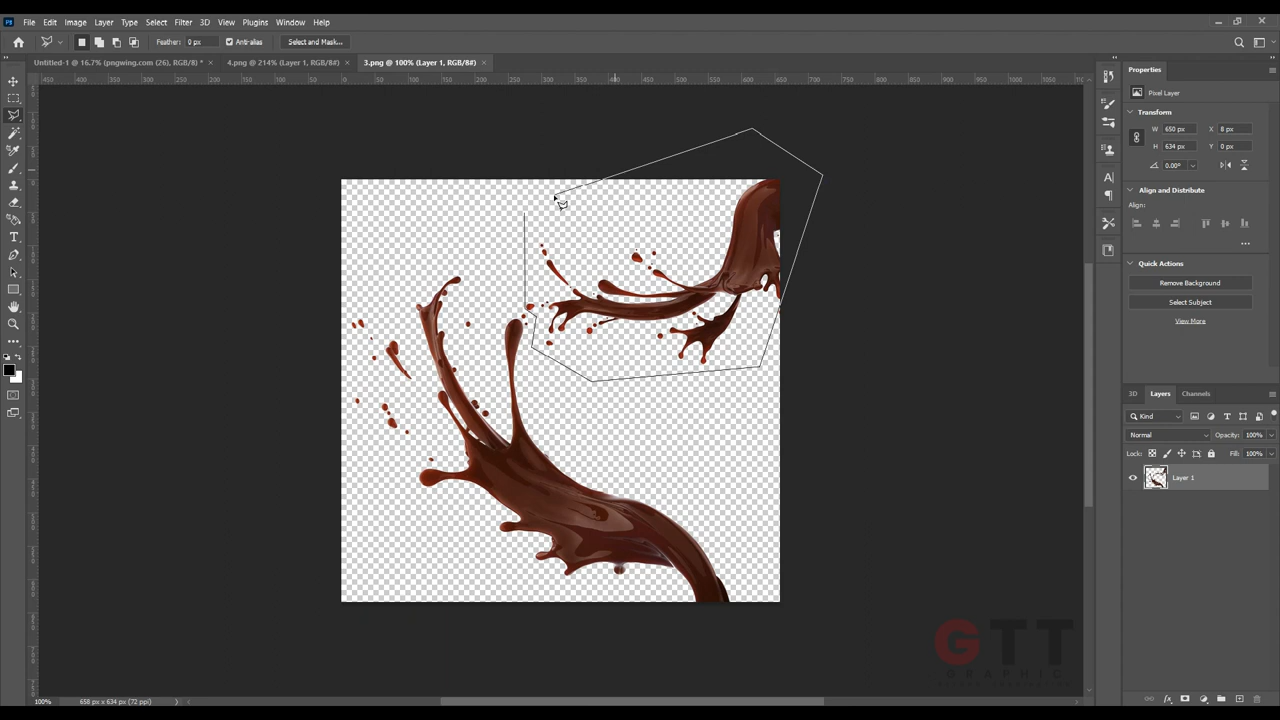 File Edit Image Layer Type Select Filter 3D View Plugins Window Help
Feather: 0 px Anti-alias Select and Mask...
Untitled-1 @ 16.7% (pngwing.com (26), RGB/8) * × 4.png @ 214% (Layer 1, RGB/8#) × 3.png @ 100% (Layer 1, RGB/8#) ×
Properties
Pixel Layer
Transform
W 650 px X 8 px
H 634 px Y 0 px
0.00°
Align and Distribute
Align:
Quick Actions
Remove Background
Select Subject
View More
3D Layers Channels
Kind
Normal Opacity: 100%
Lock: Fill: 100%
Layer 1
GTT
GRAPHIC
100% 658 px x 634 px (72 ppi)